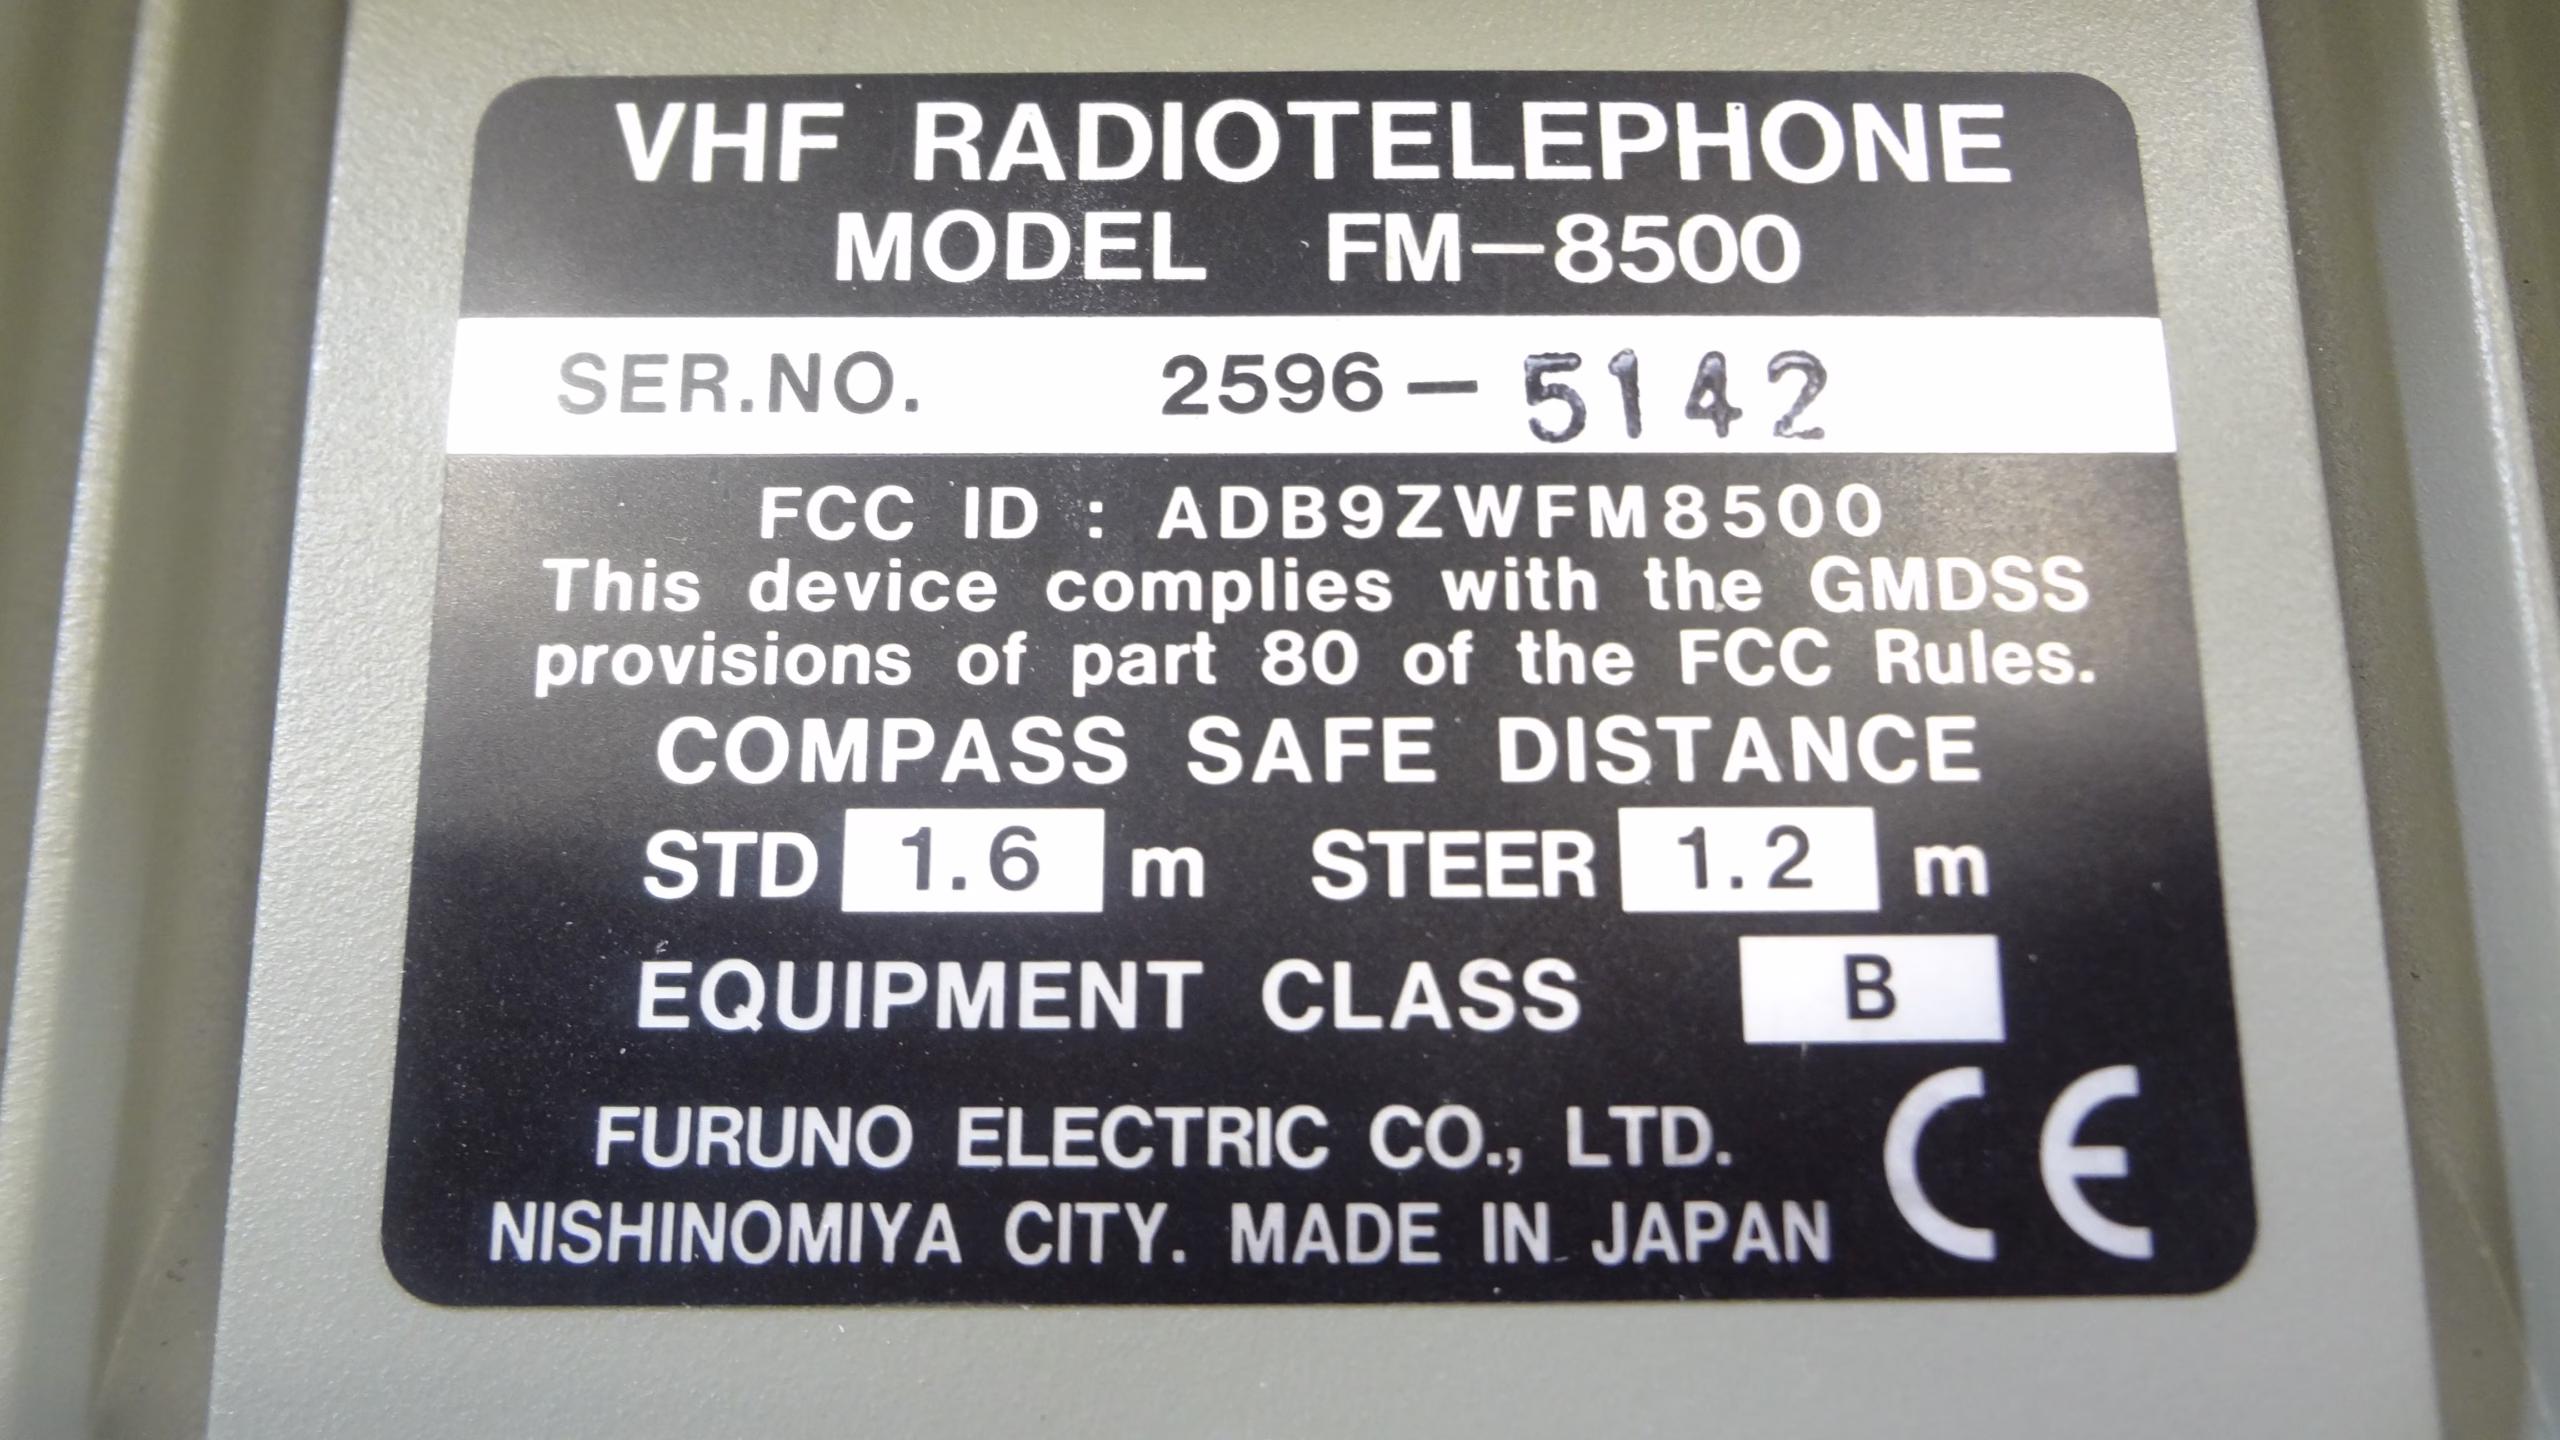 VHF RADIOTELEPHONE
MODEL FM-8500
SER.NO. 2596-5142
FCC ID : ADB9ZWFM8500
This device complies with the GMDSS
provisions of part 80 of the FCC Rules.
COMPASS SAFE DISTANCE
STD 1.6 m STEER 1.2 m
EQUIPMENT CLASS B
FURUNO ELECTRIC CO., LTD.
NISHINOMIYA CITY. MADE IN JAPAN CE